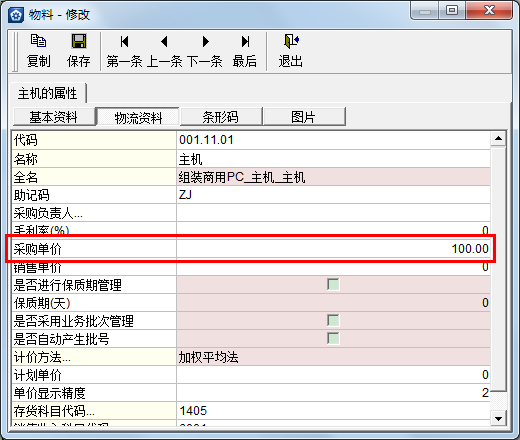 物料 - 修改
复制 保存 第一条 上一条 下一条 最后 退出
主机的属性
基本资料 物流资料 条形码 图片
代码 001.11.01
名称 主机
全名 组装商用PC_主机_主机
助记码 ZJ
采购负责人...
毛利率(%) 0
采购单价 100.00
销售单价 0
是否进行保质期管理
保质期(天) 0
是否采用业务批次管理
是否自动产生批号
计价方法... 加权平均法
计划单价 0
单价显示精度 2
存货科目代码... 1405